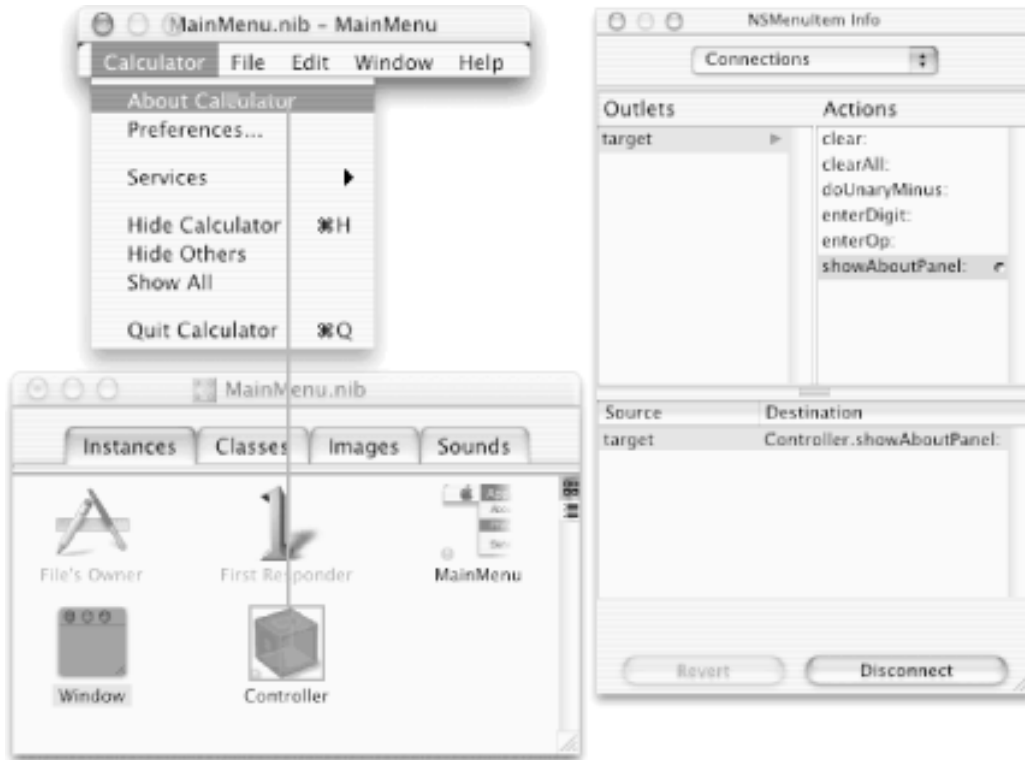 MainMenu.nib – MainMenu
Calculator File Edit Window Help
About Calculator
Preferences...
Services
Hide Calculator ⌘H
Hide Others
Show All
Quit Calculator ⌘Q
MainMenu.nib
Instances Classes Images Sounds
File's Owner First Responder MainMenu
Window Controller
NSMenuItem Info
Connections
Outlets Actions
target clear:
clearAll:
doUnaryMinus:
enterDigit:
enterOp:
showAboutPanel:
Source Destination
target Controller.showAboutPanel:
Revert Disconnect